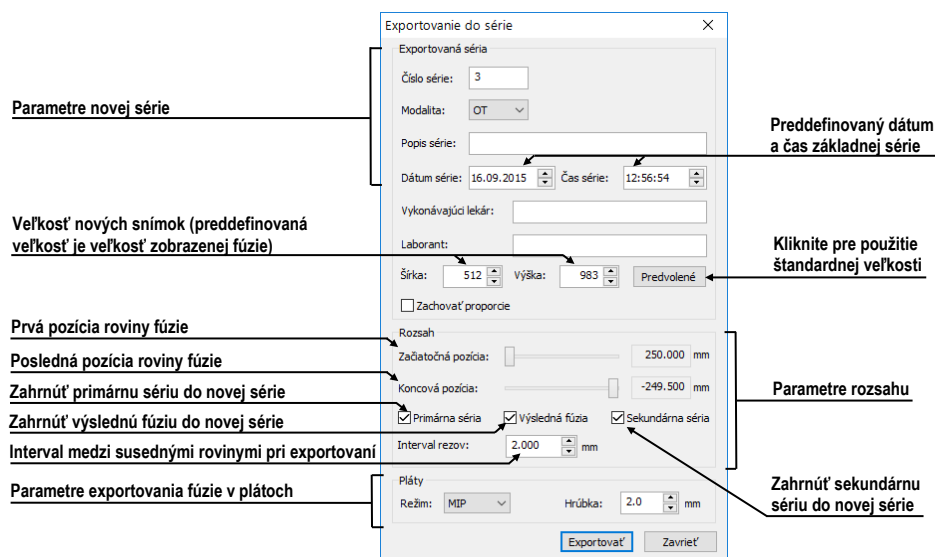 Exportovanie do série
Exportovaná séria
Číslo série: 3
Modalita: OT
Popis série:
Dátum série: 16.09.2015 Čas série: 12:56:54
Vykonávajúci lekár:
Laborant:
Šírka: 512 Výška: 983 Predvolené
Zachovať proporcie
Rozsah
Začiatočná pozícia: 250.000 mm
Koncová pozícia: -249.500 mm
Primárna séria Výsledná fúzia Sekundárna séria
Interval rezov: 2.000 mm
Pláty
Režim: MIP Hrúbka: 2.0 mm
Exportovať Zavrieť
Parametre novej série
Veľkosť nových snímok (preddefinovaná
veľkosť je veľkosť zobrazenej fúzie)
Prvá pozícia roviny fúzie
Posledná pozícia roviny fúzie
Zahrnúť primárnu sériu do novej série
Zahrnúť výslednú fúziu do novej série
Interval medzi susednými rovinymi pri exportovaní
Parametre exportovania fúzie v plátoch
Preddefinovaný dátum
a čas základnej série
Kliknite pre použitie
štandardnej veľkosti
Parametre rozsahu
Zahrnúť sekundárnu
sériu do novej série